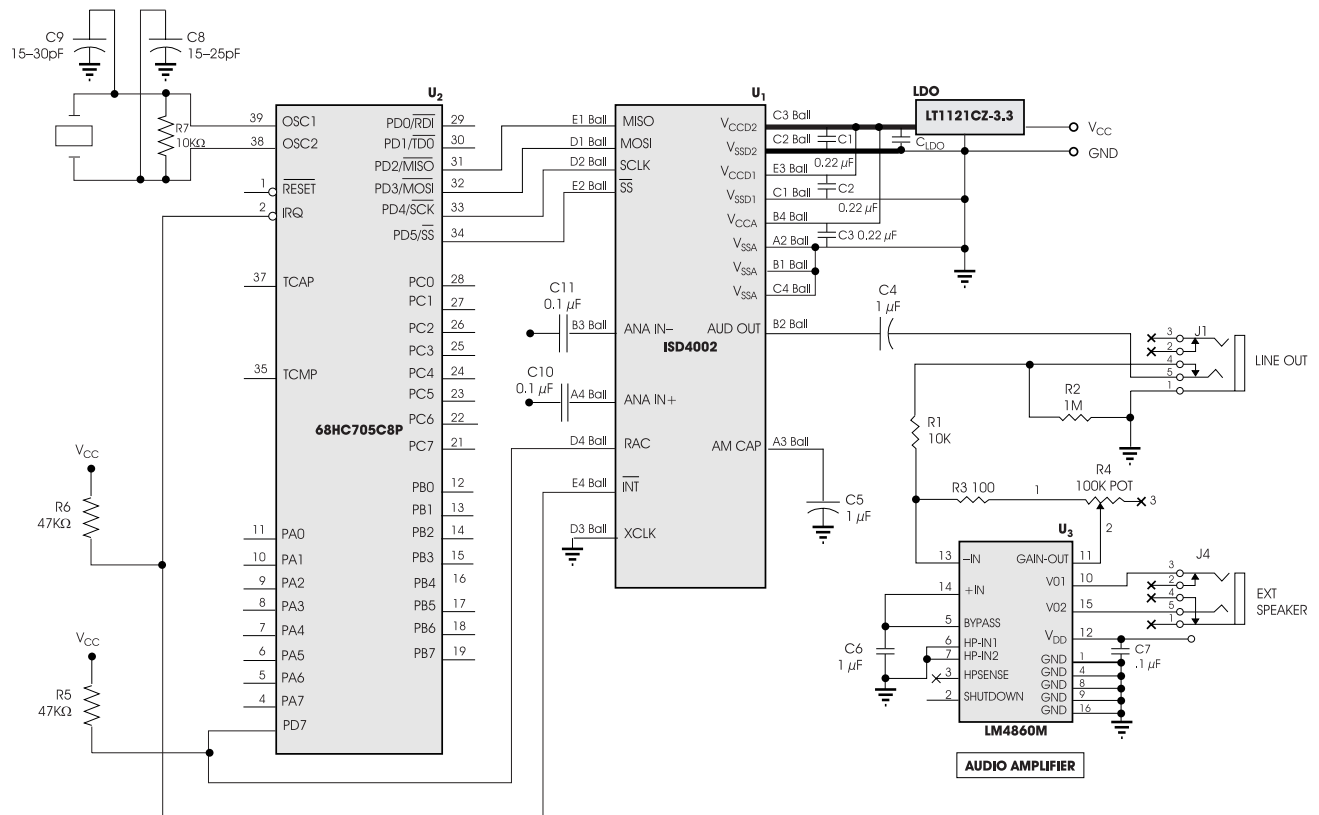 C9
15–30pF
C8
15–25pF
R7
10KΩ
U2
39 OSC1
38 OSC2
1 RESET
2 IRQ
37 TCAP
35 TCMP
68HC705C8P
11 PA0
10 PA1
9 PA2
8 PA3
7 PA4
6 PA5
5 PA6
4 PA7
PD7
PD0/RDI 29
PD1/TD0 30
PD2/MISO 31
PD3/MOSI 32
PD4/SCK 33
PD5/SS 34
PC0 28
PC1 27
PC2 26
PC3 25
PC4 24
PC5 23
PC6 22
PC7 21
PB0 12
PB1 13
PB2 14
PB3 15
PB4 16
PB5 17
PB6 18
PB7 19
VCC
R6
47KΩ
VCC
R5
47KΩ
U1
E1 Ball MISO
D1 Ball MOSI
D2 Ball SCLK
E2 Ball SS
C11
0.1 µF
B3 Ball ANA IN–
C10
0.1 µF
A4 Ball ANA IN+
D4 Ball RAC
E4 Ball INT
D3 Ball XCLK
ISD4002
VCCD2 C3 Ball
VSSD2 C2 Ball
VCCD1 E3 Ball
VSSD1 C1 Ball
VCCA B4 Ball
VSSA A2 Ball
VSSA B1 Ball
VSSA C4 Ball
AUD OUT B2 Ball
AM CAP A3 Ball
C1
0.22 µF
CLDO
C2
0.22 µF
C3 0.22 µF
LDO
LT1121CZ-3.3
VCC
GND
C4
1 µF
C5
1 µF
J1
3
2
4
5
1
LINE OUT
R2
1M
R1
10K
R3 100
1
R4
100K POT
3
2
U3
13 –IN
14 +IN
5 BYPASS
6 HP-IN1
7 HP-IN2
3 HPSENSE
2 SHUTDOWN
GAIN-OUT 11
V01 10
V02 15
VDD 12
GND 1
GND 4
GND 8
GND 9
GND 16
LM4860M
C6
1 µF
C7
.1 µF
J4
3
2
4
5
1
EXT
SPEAKER
AUDIO AMPLIFIER